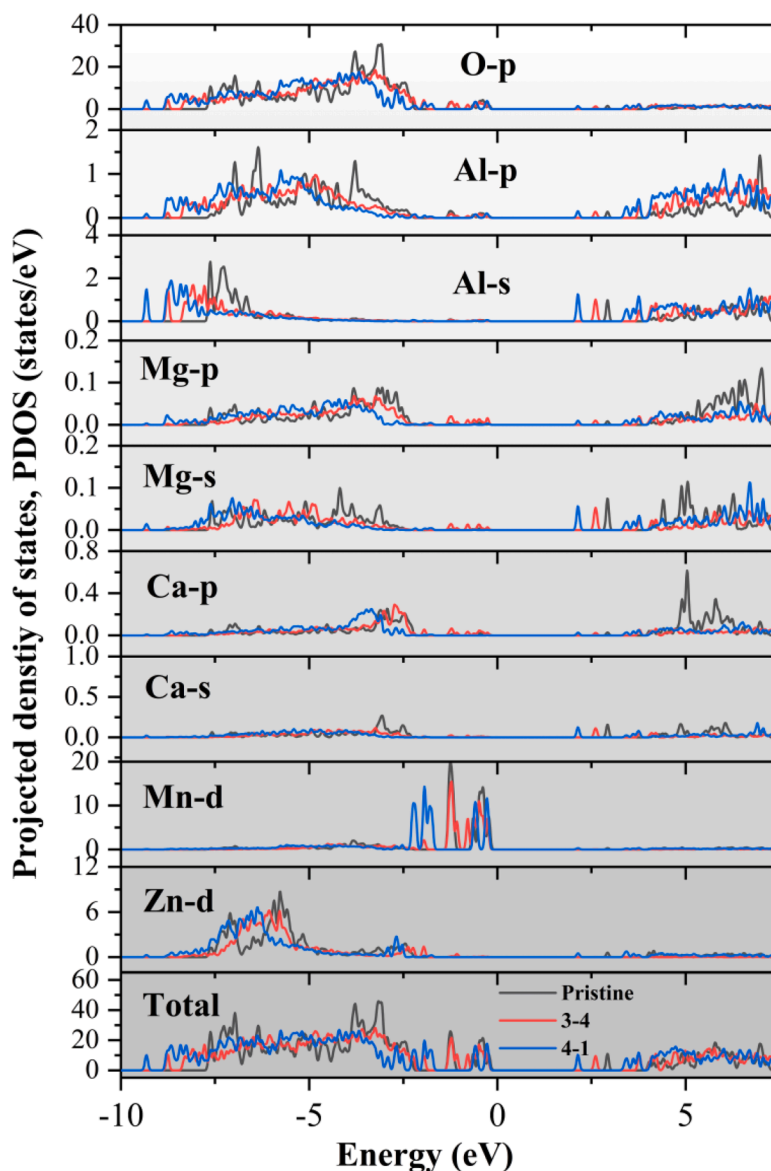 Projected denstiy of states, PDOS (states/eV)
40
20
0
O-p
2
1
0
Al-p
4
2
0
Al-s
0.2
0.1
0.0
Mg-p
0.2
0.1
0.0
Mg-s
0.8
0.4
0.0
Ca-p
1.0
0.5
0.0
Ca-s
20
10
0
Mn-d
12
6
0
Zn-d
60
40
20
0
Total
Pristine
3-4
4-1
-10 -5 0 5
Energy (eV)